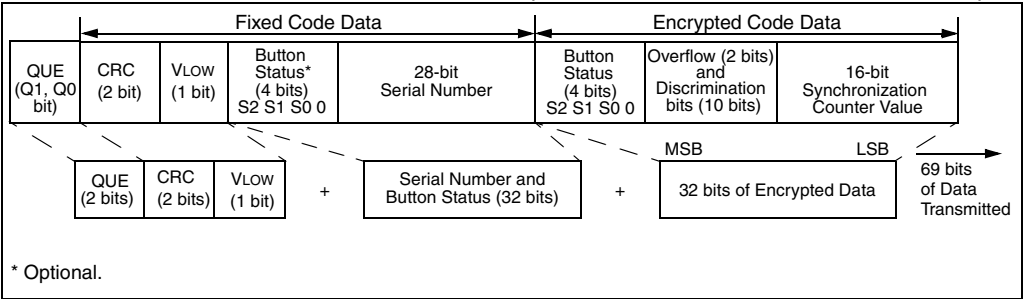 Fixed Code Data
Encrypted Code Data
QUE
(Q1, Q0
bit)
CRC
(2 bit)
VLOW
(1 bit)
Button
Status*
(4 bits)
S2 S1 S0 0
28-bit
Serial Number
Button
Status
(4 bits)
S2 S1 S0 0
Overflow (2 bits)
and
Discrimination
bits (10 bits)
16-bit
Synchronization
Counter Value
MSB
LSB
QUE
(2 bits)
CRC
(2 bits)
VLOW
(1 bit)
+
Serial Number and
Button Status (32 bits)
+
32 bits of Encrypted Data
69 bits
of Data
Transmitted
* Optional.